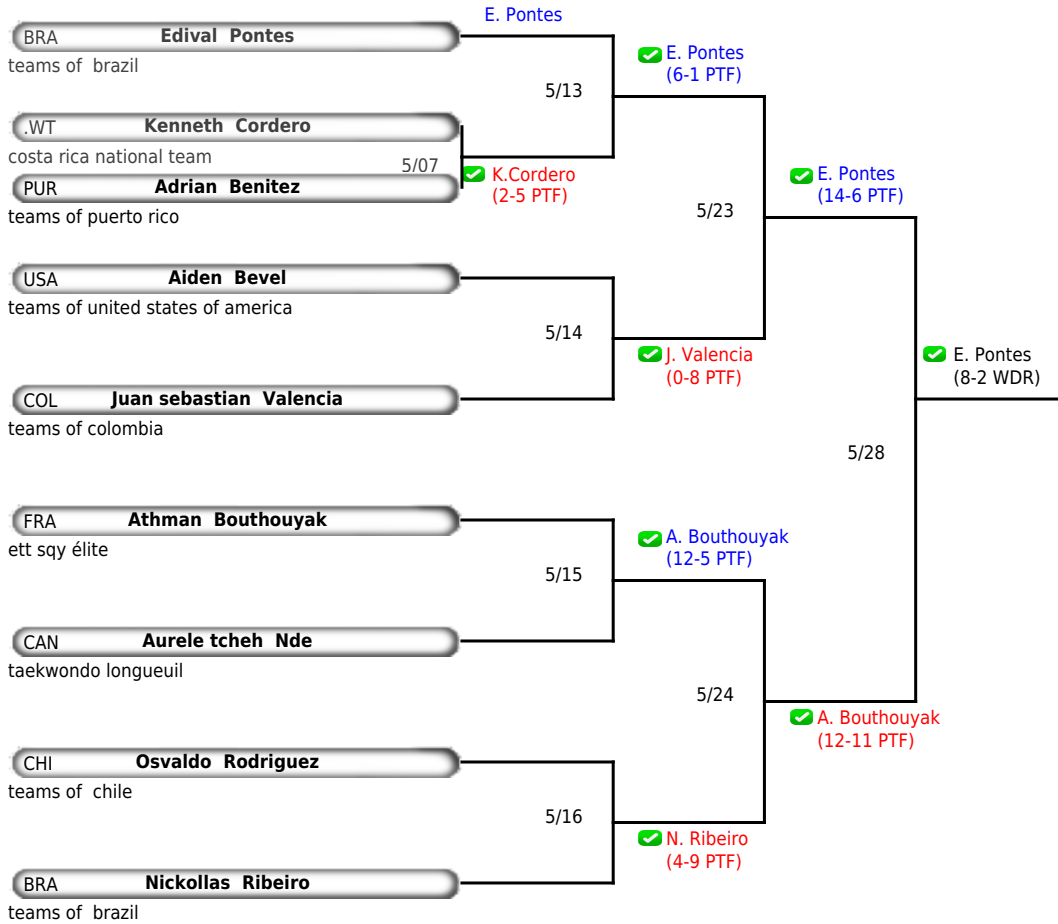 E. Pontes
BRA Edival Pontes
teams of brazil
E. Pontes
(6-1 PTF)
5/13
.WT Kenneth Cordero
costa rica national team
5/07
K.Cordero
(2-5 PTF)
PUR Adrian Benitez
teams of puerto rico
E. Pontes
(14-6 PTF)
5/23
USA Aiden Bevel
teams of united states of america
5/14
J. Valencia
(0-8 PTF)
COL Juan sebastian Valencia
teams of colombia
E. Pontes
(8-2 WDR)
5/28
FRA Athman Bouthouyak
ett sqy élite
A. Bouthouyak
(12-5 PTF)
5/15
CAN Aurele tcheh Nde
taekwondo longueuil
5/24
A. Bouthouyak
(12-11 PTF)
CHI Osvaldo Rodriguez
teams of chile
5/16
N. Ribeiro
(4-9 PTF)
BRA Nickollas Ribeiro
teams of brazil